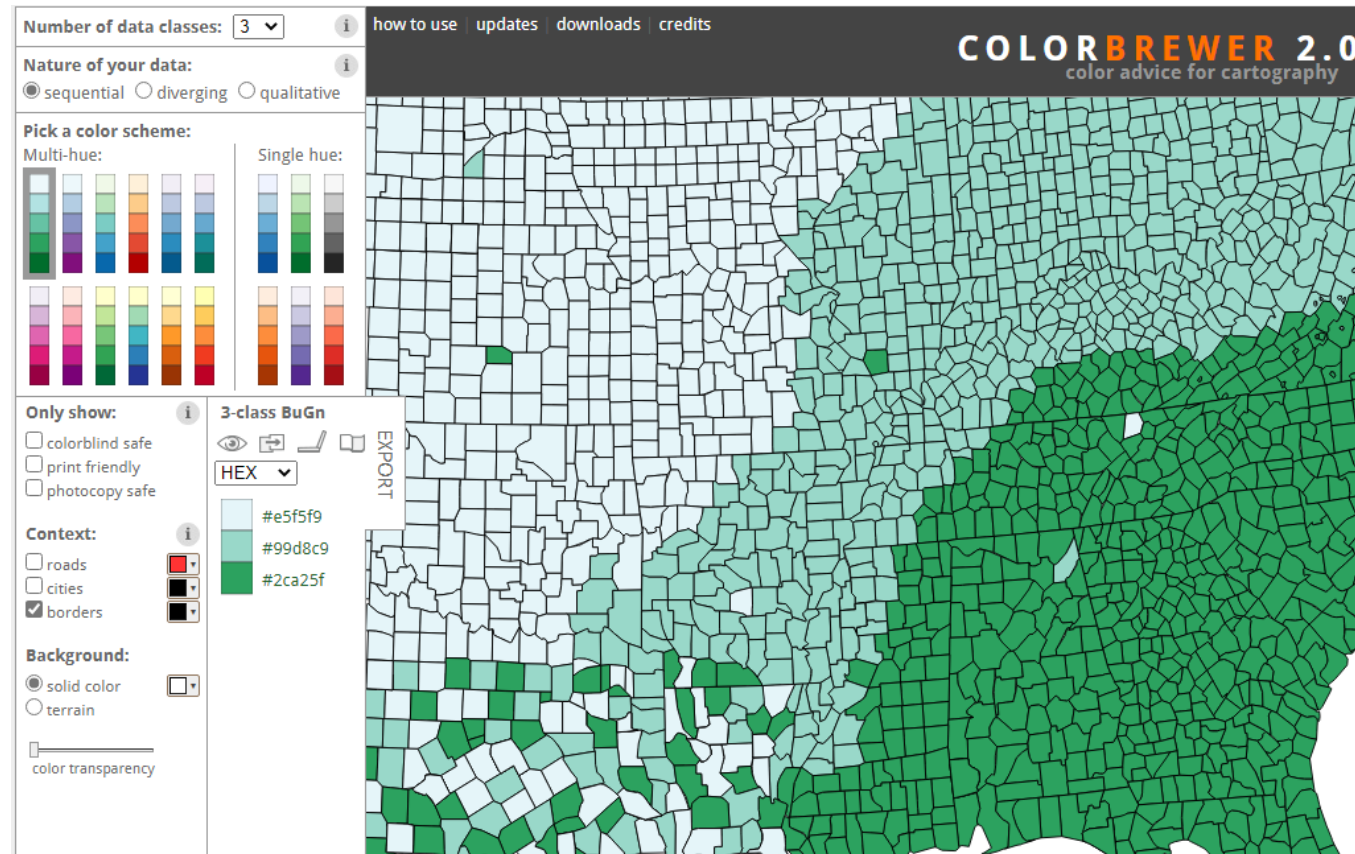 Number of data classes: 3 i
how to use updates downloads credits
COLORBREWER 2.0
color advice for cartography
Nature of your data: i
sequential diverging qualitative
Pick a color scheme:
Multi-hue: Single hue:
Only show: i
colorblind safe
print friendly
photocopy safe
Context: i
roads
cities
borders
Background:
solid color
terrain
color transparency
3-class BuGn
HEX
#e5f5f9
#99d8c9
#2ca25f
EXPORT